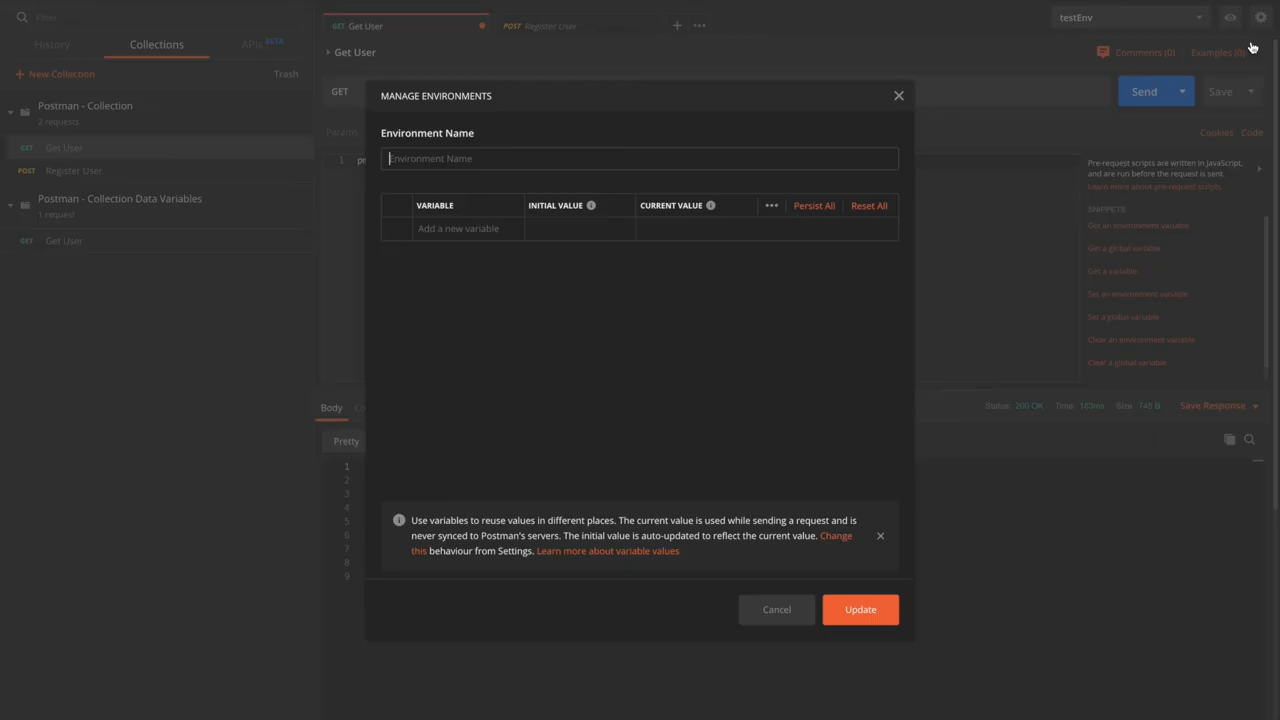 Filter
History
Collections
APIs BETA
+ New Collection
Trash
Postman - Collection
2 requests
GET Get User
POST Register User
Postman - Collection Data Variables
1 request
GET Get User
GET Get User
POST Register User
testEnv
Get User
Comments (0)
Examples (0)
GET
Send
Save
Params
Cookies
Code
1
Pre-request scripts are written in JavaScript,
and are run before the request is sent.
Learn more about pre-request scripts
SNIPPETS
Get an environment variable
Get a global variable
Get a variable
Set an environment variable
Set a global variable
Clear an environment variable
Clear a global variable
MANAGE ENVIRONMENTS
Environment Name
Environment Name
VARIABLE
INITIAL VALUE
CURRENT VALUE
Persist All
Reset All
Add a new variable
Use variables to reuse values in different places. The current value is used while sending a request and is
never synced to Postman's servers. The initial value is auto-updated to reflect the current value. Change
this behaviour from Settings. Learn more about variable values
Cancel
Update
Body
Status: 200 OK
Time: 163ms
Size: 745 B
Save Response
Pretty
1
2
3
4
5
6
7
8
9